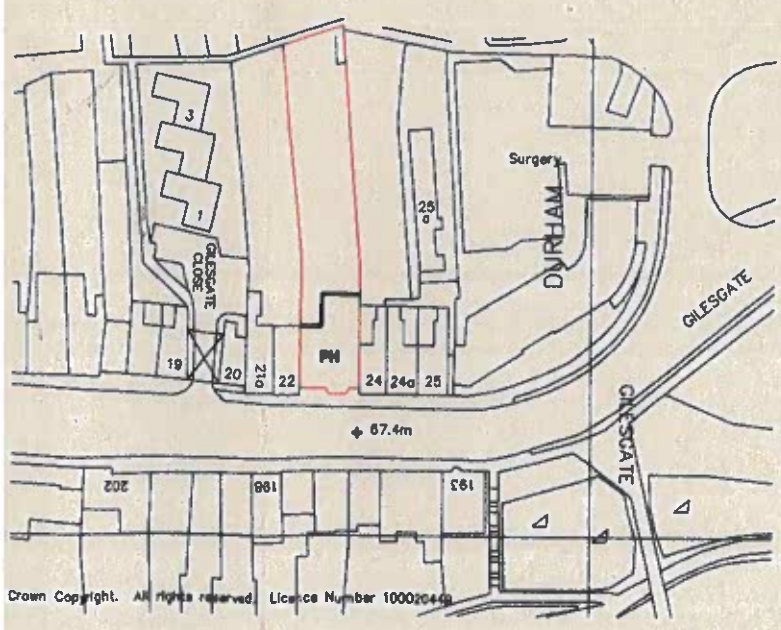 3
Surgery
25
a
1
DURHAM
GILESGATE
CLOSE
GILESGATE
PH
19
20
21a
22
24
24a
25
67.4m
GILESGATE
202
198
193
Crown Copyright. All rights reserved. Licence Number 100020449